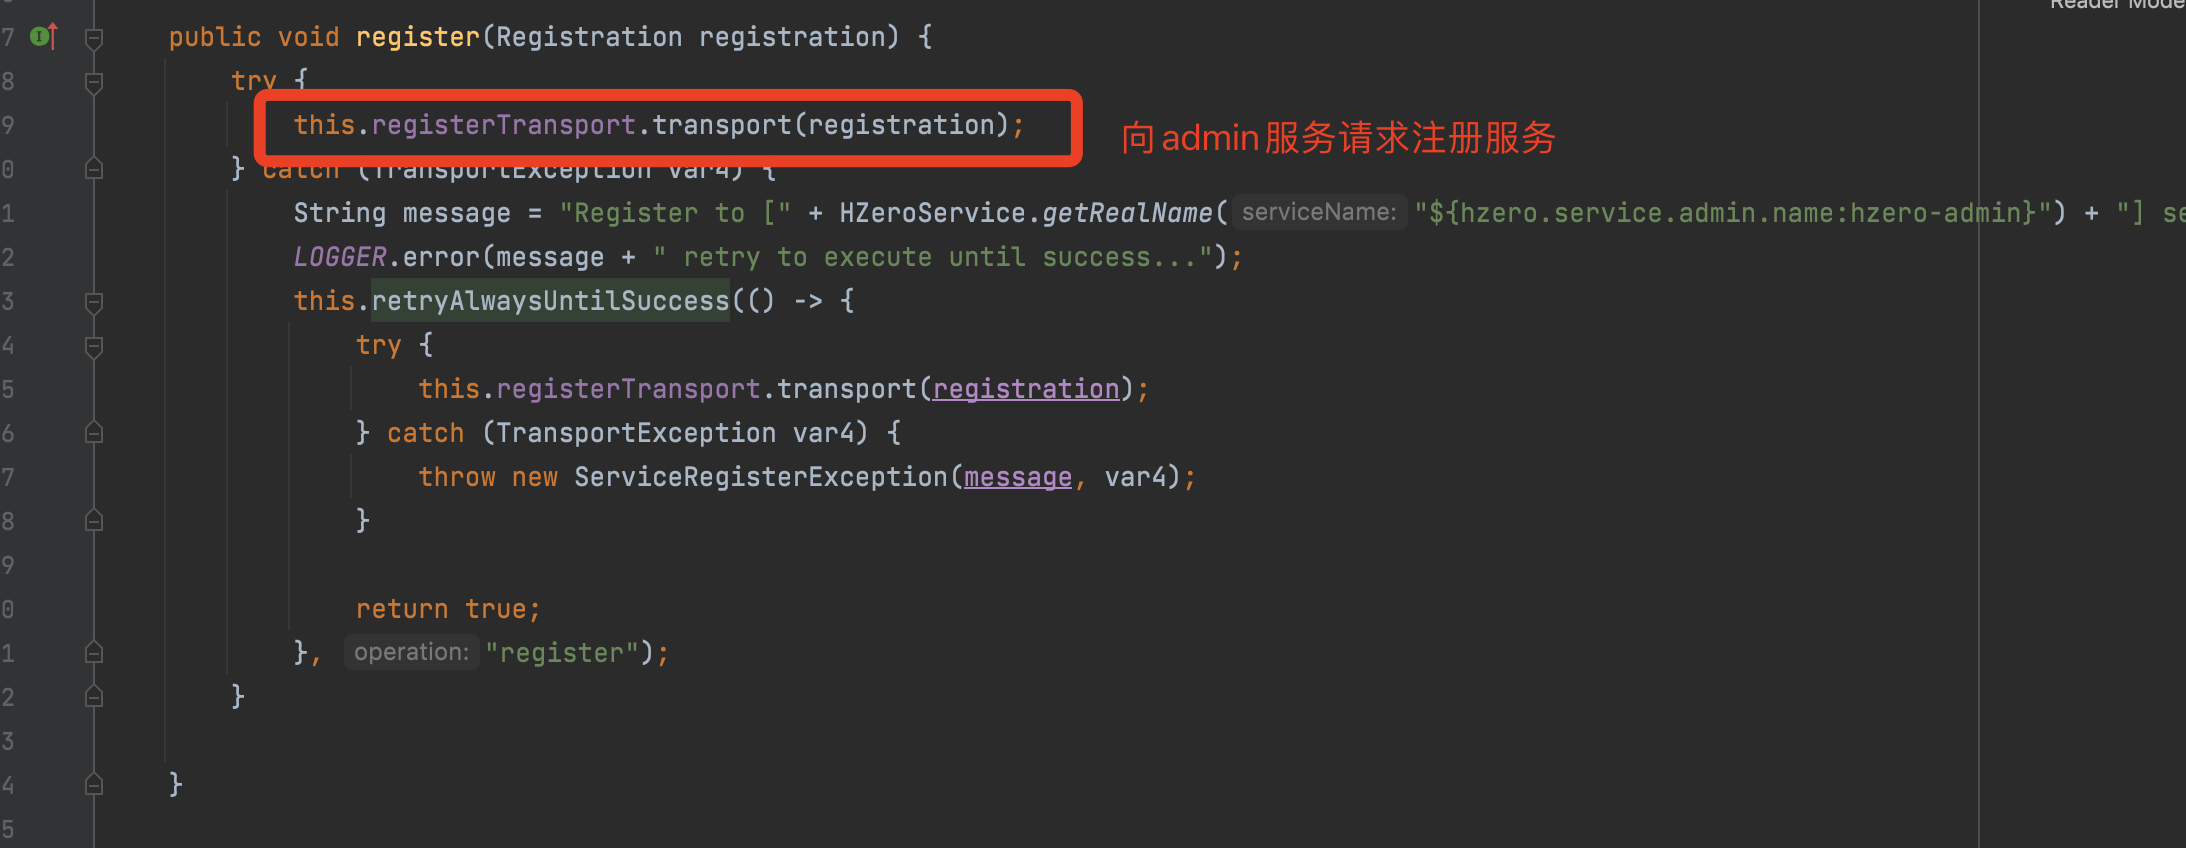 Reader Mode
7 public void register(Registration registration) {
8 try {
9 this.registerTransport.transport(registration); 向admin服务请求注册服务
0 } catch (TransportException var4) {
1 String message = "Register to [" + HZeroService.getRealName( serviceName: "${hzero.service.admin.name:hzero-admin}") + "] se
2 LOGGER.error(message + " retry to execute until success...");
3 this.retryAlwaysUntilSuccess(() -> {
4 try {
5 this.registerTransport.transport(registration);
6 } catch (TransportException var4) {
7 throw new ServiceRegisterException(message, var4);
8 }
9
0 return true;
1 }, operation: "register");
2 }
3
4 }
5